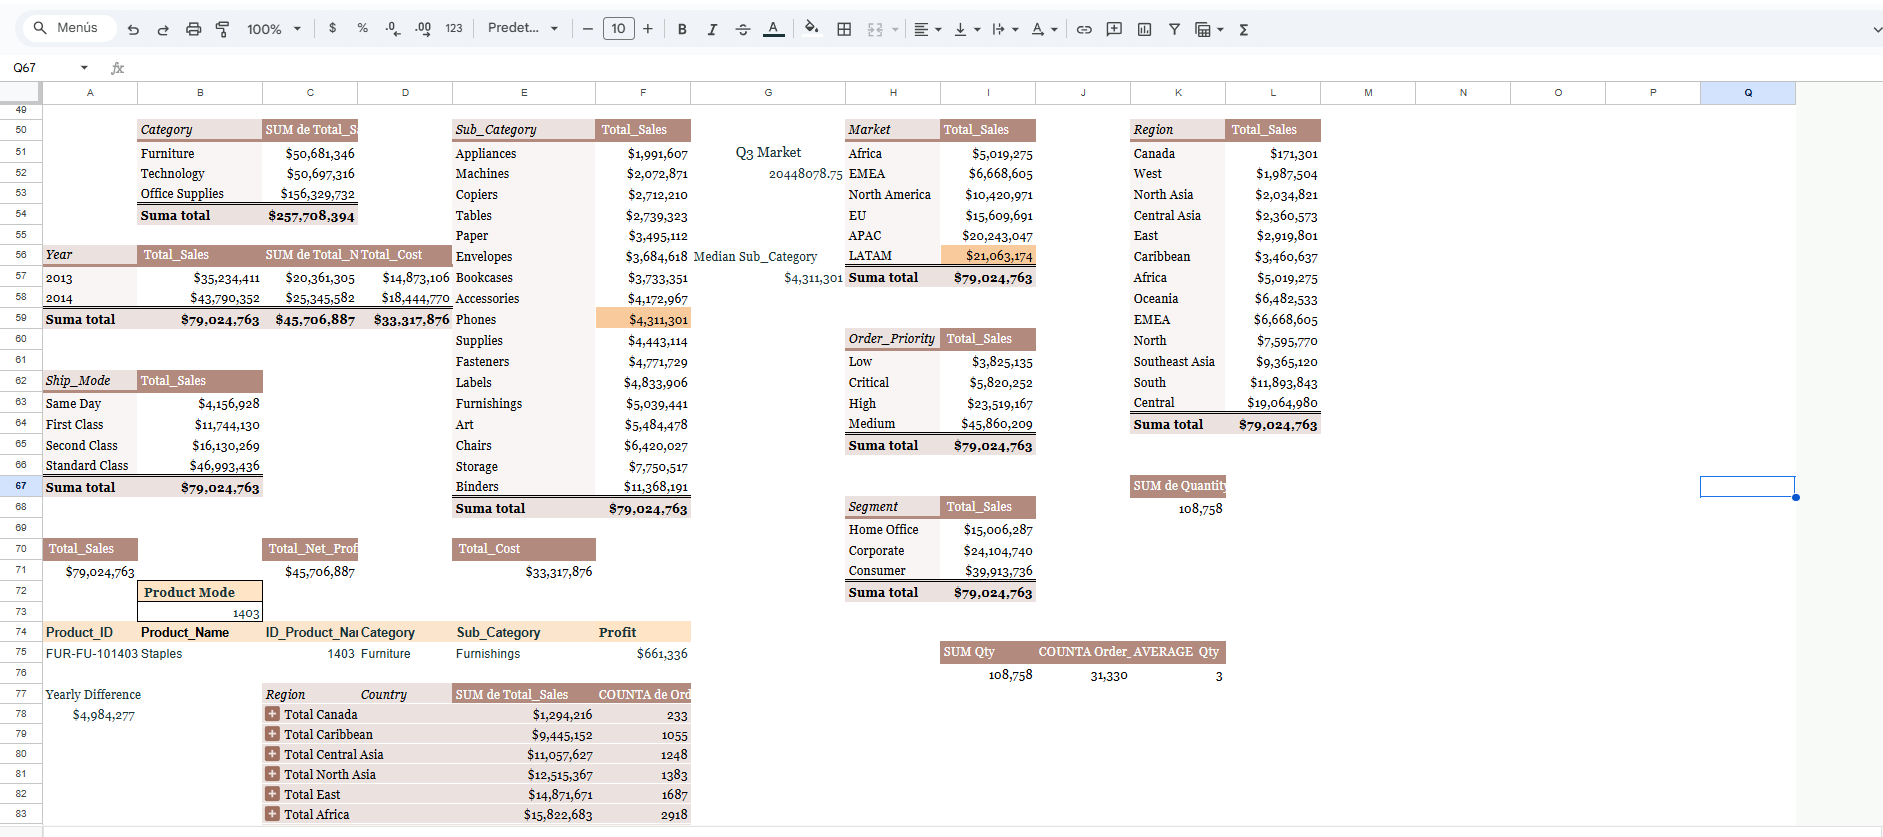 Menús 100% $ % .0 .00 123 Predet... − 10 + B I A Σ
Q67 fx
A B C D E F G H I J K L M N O P Q
49
50 Category SUM de Total_S Sub_Category Total_Sales Market Total_Sales Region Total_Sales
51 Furniture $50,681,346 Appliances $1,991,607 Q3 Market Africa $5,019,275 Canada $171,301
52 Technology $50,697,316 Machines $2,072,871 20448078.75 EMEA $6,668,605 West $1,987,504
53 Office Supplies $156,329,732 Copiers $2,712,210 North America $10,420,971 North Asia $2,034,821
54 Suma total $257,708,394 Tables $2,739,323 EU $15,609,691 Central Asia $2,360,573
55 Paper $3,495,112 APAC $20,243,047 East $2,919,801
56 Year Total_Sales SUM de Total_N Total_Cost Envelopes $3,684,618 Median Sub_Category LATAM $21,063,174 Caribbean $3,460,637
57 2013 $35,234,411 $20,361,305 $14,873,106 Bookcases $3,733,351 $4,311,301 Suma total $79,024,763 Africa $5,019,275
58 2014 $43,790,352 $25,345,582 $18,444,770 Accessories $4,172,967 Oceania $6,482,533
59 Suma total $79,024,763 $45,706,887 $33,317,876 Phones $4,311,301 EMEA $6,668,605
60 Supplies $4,443,114 Order_Priority Total_Sales North $7,595,770
61 Fasteners $4,771,729 Low $3,825,135 Southeast Asia $9,365,120
62 Ship_Mode Total_Sales Labels $4,833,906 Critical $5,820,252 South $11,893,843
63 Same Day $4,156,928 Furnishings $5,039,441 High $23,519,167 Central $19,064,980
64 First Class $11,744,130 Art $5,484,478 Medium $45,860,209 Suma total $79,024,763
65 Second Class $16,130,269 Chairs $6,420,027 Suma total $79,024,763
66 Standard Class $46,993,436 Storage $7,750,517
67 Suma total $79,024,763 Binders $11,368,191 SUM de Quantity
68 Suma total $79,024,763 Segment Total_Sales 108,758
69 Home Office $15,006,287
70 Total_Sales Total_Net_Prof Total_Cost Corporate $24,104,740
71 $79,024,763 $45,706,887 $33,317,876 Consumer $39,913,736
72 Product Mode Suma total $79,024,763
73 1403
74 Product_ID Product_Name ID_Product_Nar Category Sub_Category Profit
75 FUR-FU-101403 Staples 1403 Furniture Furnishings $661,336 SUM Qty COUNTA Order_ AVERAGE Qty
76 108,758 31,330 3
77 Yearly Difference Region Country SUM de Total_Sales COUNTA de Ord
78 $4,984,277 + Total Canada $1,294,216 233
79 + Total Caribbean $9,445,152 1055
80 + Total Central Asia $11,057,627 1248
81 + Total North Asia $12,515,367 1383
82 + Total East $14,871,671 1687
83 + Total Africa $15,822,683 2918